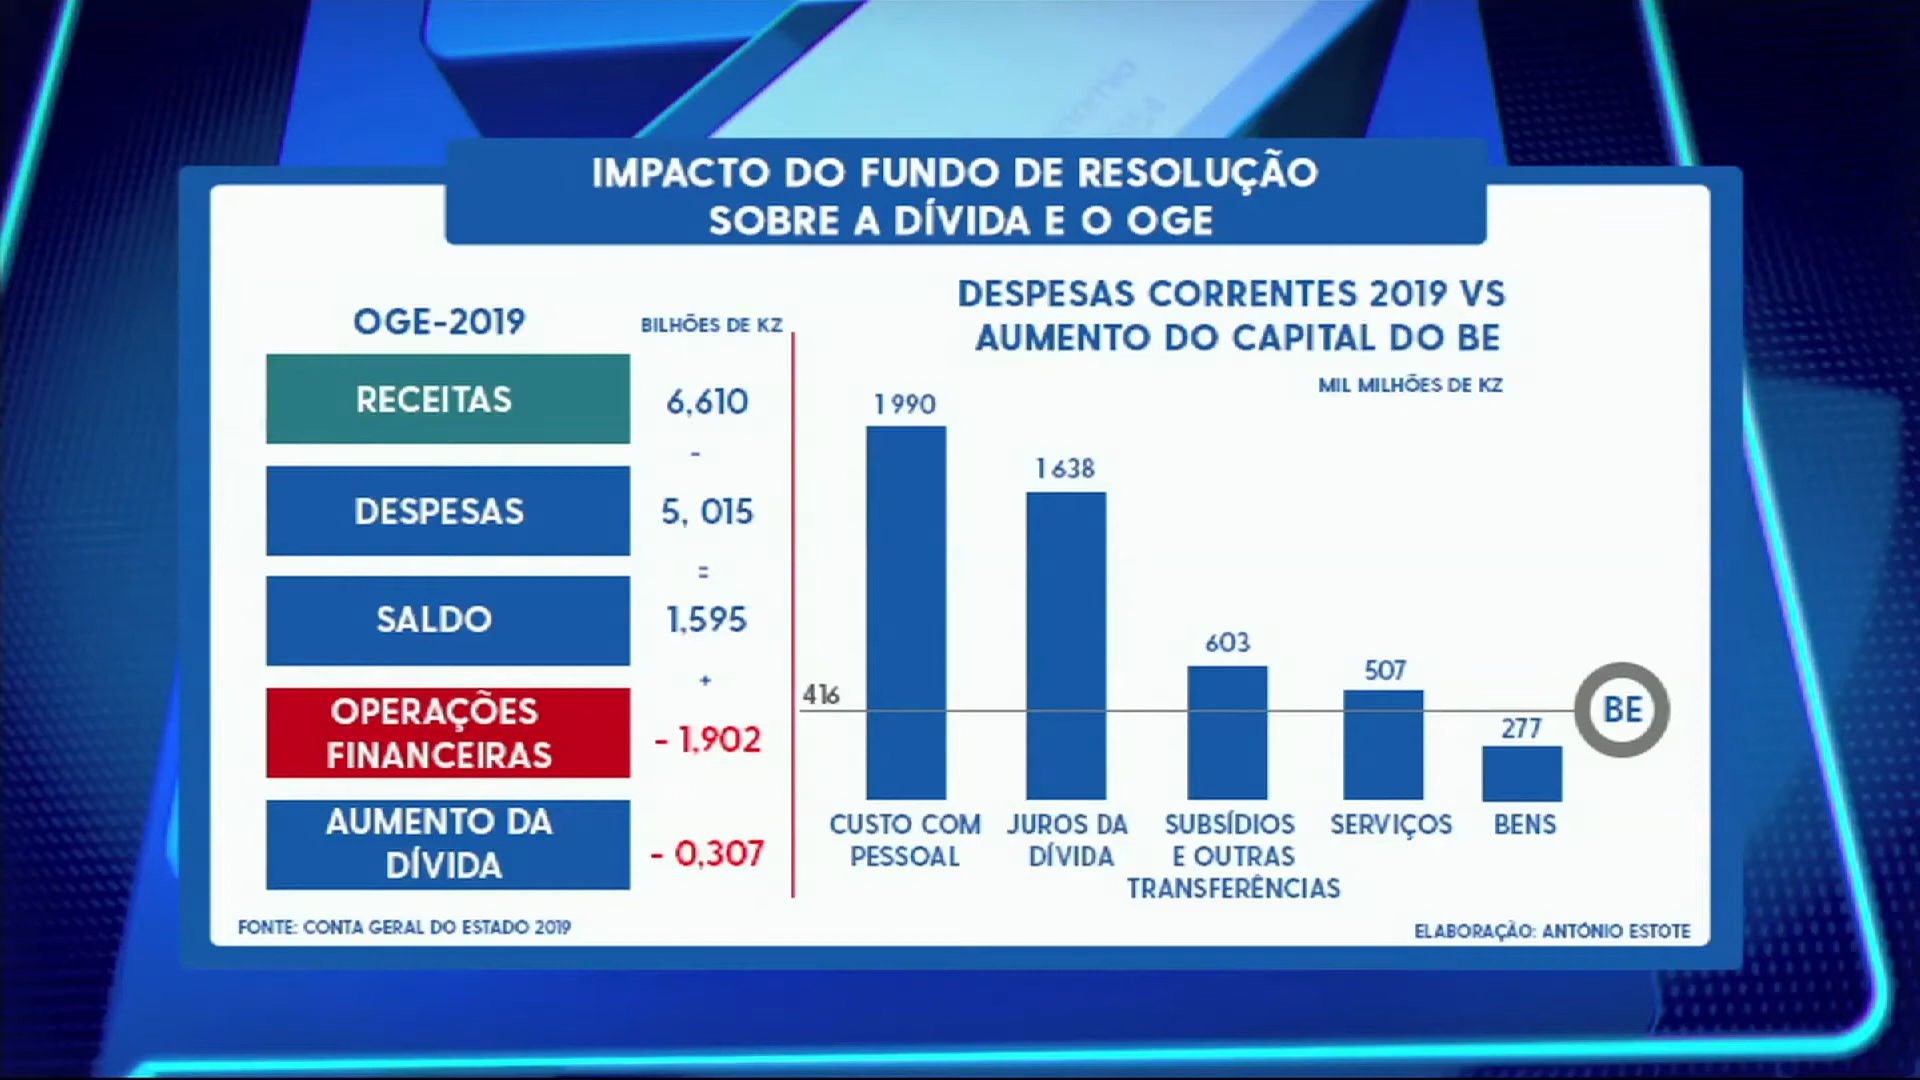 IMPACTO DO FUNDO DE RESOLUÇÃO
SOBRE A DÍVIDA E O OGE
OGE-2019
BILHÕES DE KZ
RECEITAS
6,610
-
DESPESAS
5, 015
=
SALDO
1,595
+
OPERAÇÕES
FINANCEIRAS
- 1,902
AUMENTO DA
DÍVIDA
- 0,307
FONTE: CONTA GERAL DO ESTADO 2019
DESPESAS CORRENTES 2019 VS
AUMENTO DO CAPITAL DO BE
MIL MILHÕES DE KZ
1 990
1 638
603
507
277
416
BE
CUSTO COM
PESSOAL
JUROS DA
DÍVIDA
SUBSÍDIOS
E OUTRAS
TRANSFERÊNCIAS
SERVIÇOS
BENS
ELABORAÇÃO: ANTÓNIO ESTOTE